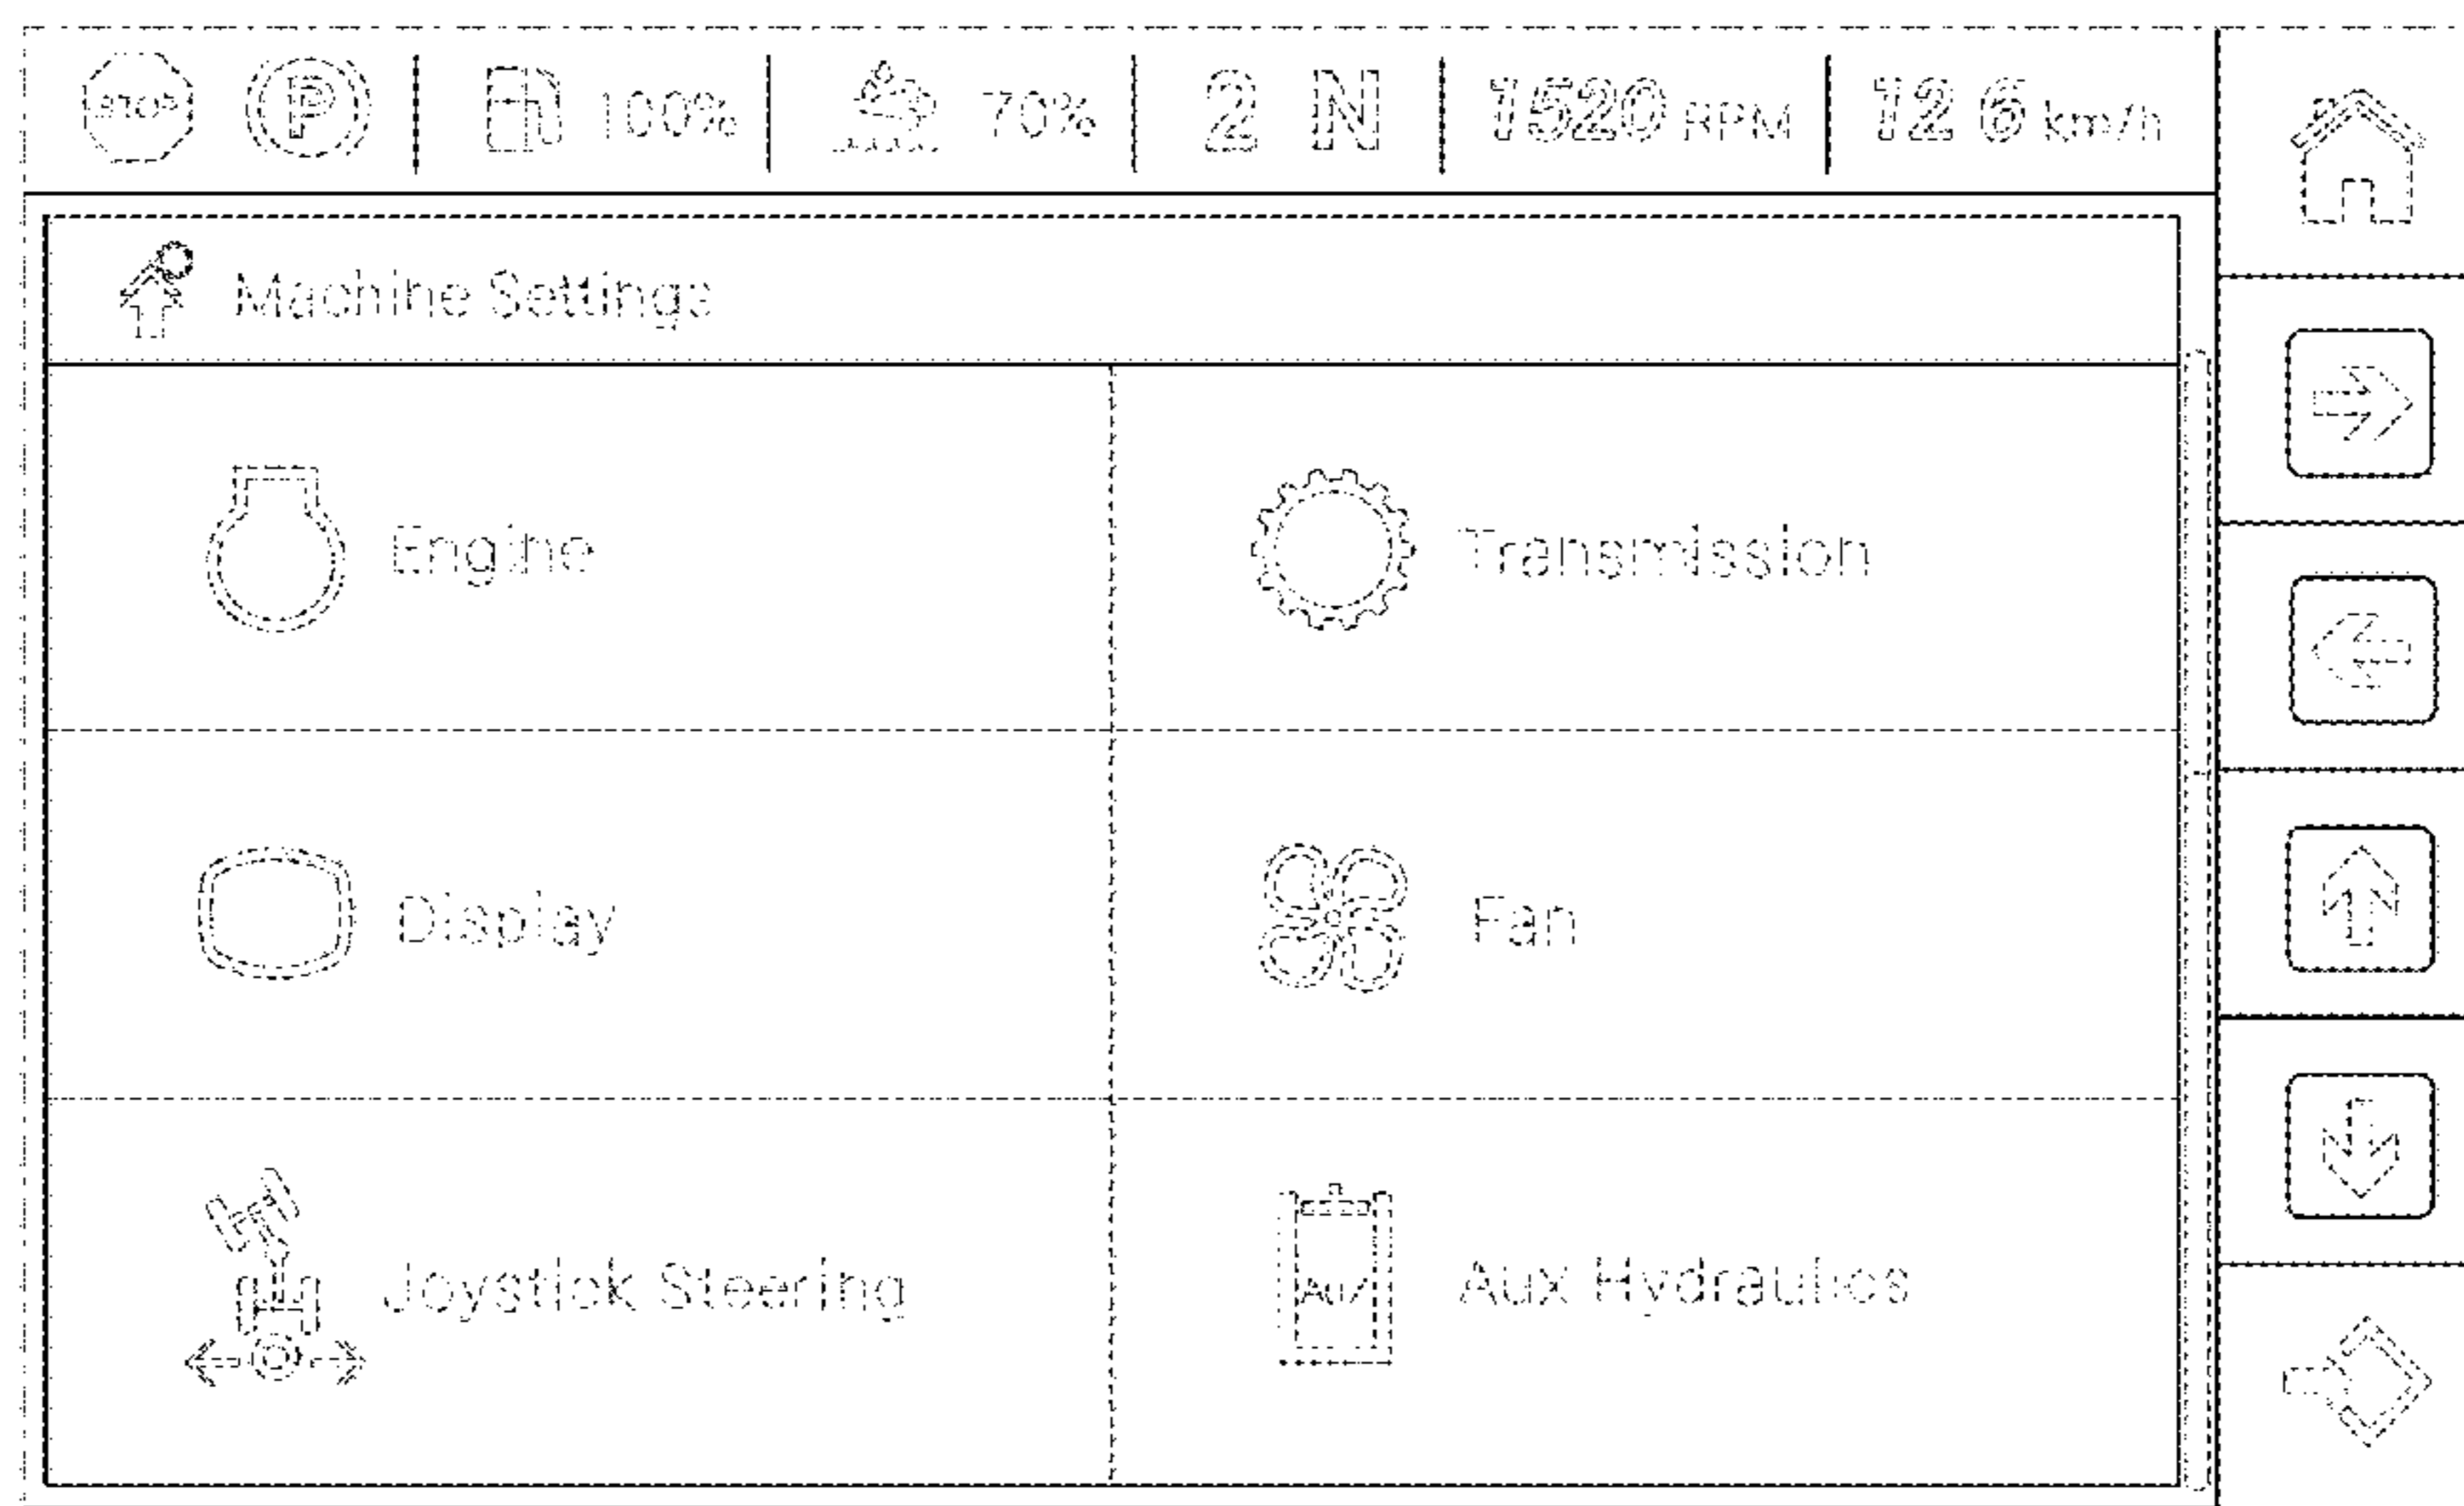 STOP P 100% 70% 2 N 1520 RPM 12 6 km/h
Machine Settings
Engine Transmission
Display Fan
Joystick Steering Aux Hydraulics
Aux